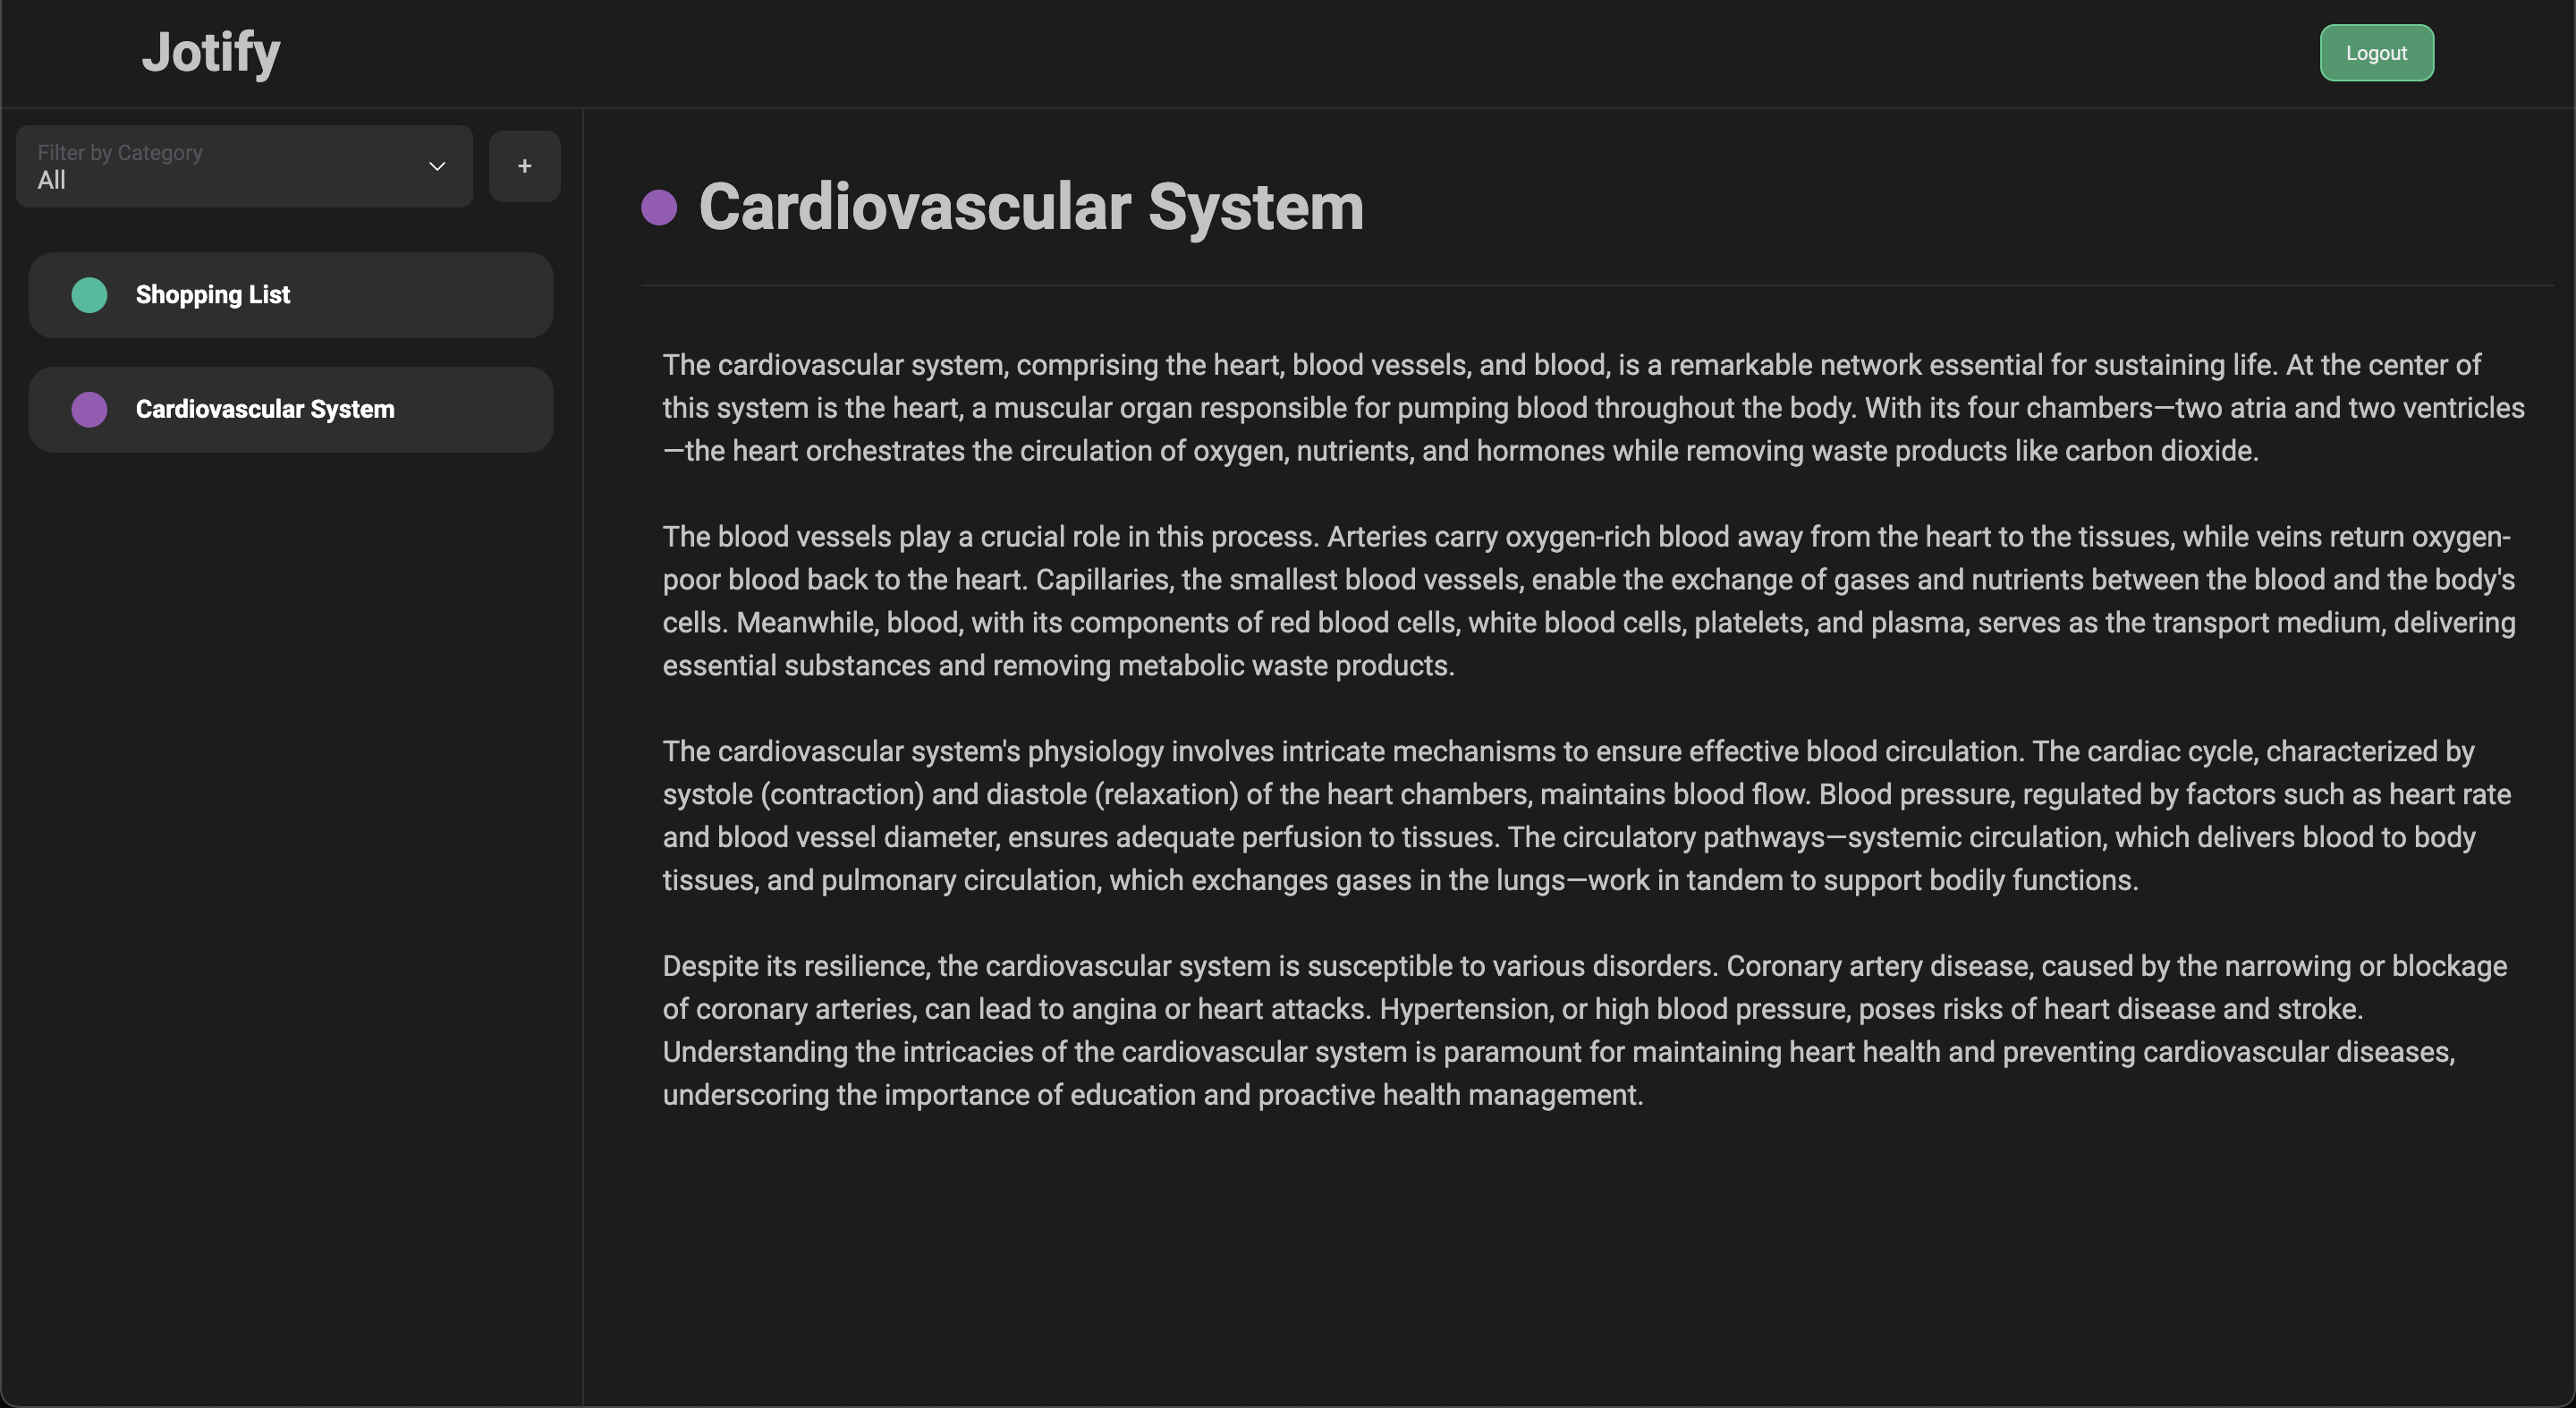 Jotify
Logout
Filter by Category
All
+
Shopping List
Cardiovascular System
Cardiovascular System
The cardiovascular system, comprising the heart, blood vessels, and blood, is a remarkable network essential for sustaining life. At the center of
this system is the heart, a muscular organ responsible for pumping blood throughout the body. With its four chambers—two atria and two ventricles
—the heart orchestrates the circulation of oxygen, nutrients, and hormones while removing waste products like carbon dioxide.
The blood vessels play a crucial role in this process. Arteries carry oxygen-rich blood away from the heart to the tissues, while veins return oxygen-
poor blood back to the heart. Capillaries, the smallest blood vessels, enable the exchange of gases and nutrients between the blood and the body's
cells. Meanwhile, blood, with its components of red blood cells, white blood cells, platelets, and plasma, serves as the transport medium, delivering
essential substances and removing metabolic waste products.
The cardiovascular system's physiology involves intricate mechanisms to ensure effective blood circulation. The cardiac cycle, characterized by
systole (contraction) and diastole (relaxation) of the heart chambers, maintains blood flow. Blood pressure, regulated by factors such as heart rate
and blood vessel diameter, ensures adequate perfusion to tissues. The circulatory pathways—systemic circulation, which delivers blood to body
tissues, and pulmonary circulation, which exchanges gases in the lungs—work in tandem to support bodily functions.
Despite its resilience, the cardiovascular system is susceptible to various disorders. Coronary artery disease, caused by the narrowing or blockage
of coronary arteries, can lead to angina or heart attacks. Hypertension, or high blood pressure, poses risks of heart disease and stroke.
Understanding the intricacies of the cardiovascular system is paramount for maintaining heart health and preventing cardiovascular diseases,
underscoring the importance of education and proactive health management.